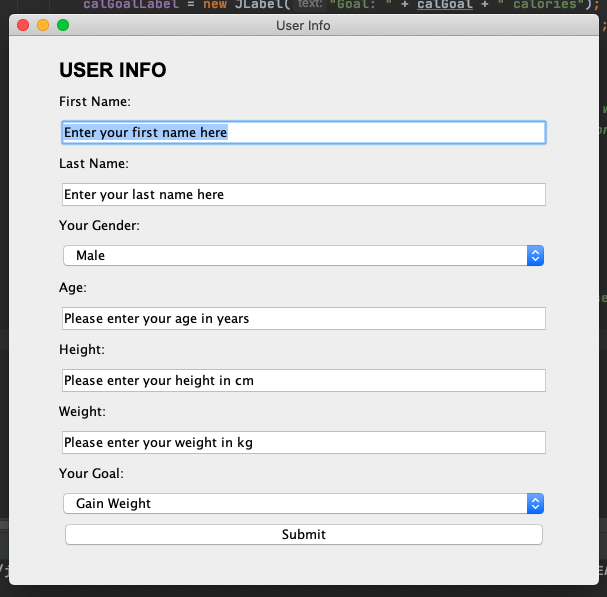 calGoalLabel = new JLabel( text: "Goal: " + calGoal + " calories");
User Info
USER INFO
First Name:
Enter your first name here
Last Name:
Enter your last name here
Your Gender:
Male
Age:
Please enter your age in years
Height:
Please enter your height in cm
Weight:
Please enter your weight in kg
Your Goal:
Gain Weight
Submit